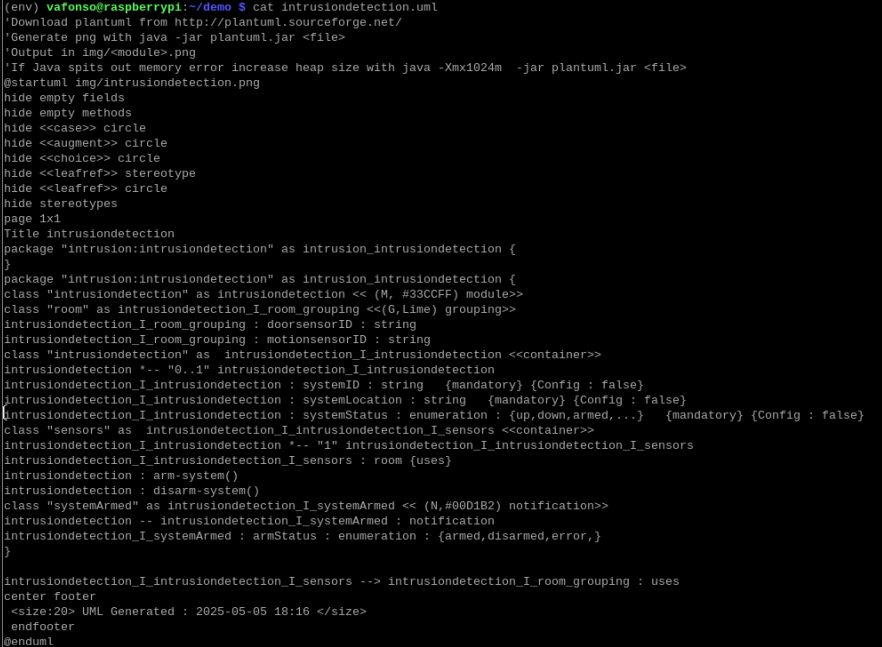 (env) vafonso@raspberrypi:~/demo $ cat intrusiondetection.uml
'Download plantuml from http://plantuml.sourceforge.net/
'Generate png with java -jar plantuml.jar <file>
'Output in img/<module>.png
'If Java spits out memory error increase heap size with java -Xmx1024m  -jar plantuml.jar <file>
@startuml img/intrusiondetection.png
hide empty fields
hide empty methods
hide <<case>> circle
hide <<augment>> circle
hide <<choice>> circle
hide <<leafref>> stereotype
hide <<leafref>> circle
hide stereotypes
page 1x1
Title intrusiondetection
package "intrusion:intrusiondetection" as intrusion_intrusiondetection {
}
package "intrusion:intrusiondetection" as intrusion_intrusiondetection {
class "intrusiondetection" as intrusiondetection << (M, #33CCFF) module>>
class "room" as intrusiondetection_I_room_grouping <<(G,Lime) grouping>>
intrusiondetection_I_room_grouping : doorsensorID : string
intrusiondetection_I_room_grouping : motionsensorID : string
class "intrusiondetection" as  intrusiondetection_I_intrusiondetection <<container>>
intrusiondetection *-- "0..1" intrusiondetection_I_intrusiondetection
intrusiondetection_I_intrusiondetection : systemID : string   {mandatory} {Config : false}
intrusiondetection_I_intrusiondetection : systemLocation : string   {mandatory} {Config : false}
intrusiondetection_I_intrusiondetection : systemStatus : enumeration : {up,down,armed,...}   {mandatory} {Config : false}
class "sensors" as  intrusiondetection_I_intrusiondetection_I_sensors <<container>>
intrusiondetection_I_intrusiondetection *-- "1" intrusiondetection_I_intrusiondetection_I_sensors
intrusiondetection_I_intrusiondetection_I_sensors : room {uses}
intrusiondetection : arm-system()
intrusiondetection : disarm-system()
class "systemArmed" as intrusiondetection_I_systemArmed << (N,#00D1B2) notification>>
intrusiondetection -- intrusiondetection_I_systemArmed : notification
intrusiondetection_I_systemArmed : armStatus : enumeration : {armed,disarmed,error,}
}

intrusiondetection_I_intrusiondetection_I_sensors --> intrusiondetection_I_room_grouping : uses
center footer
 <size:20> UML Generated : 2025-05-05 18:16 </size>
 endfooter
@enduml